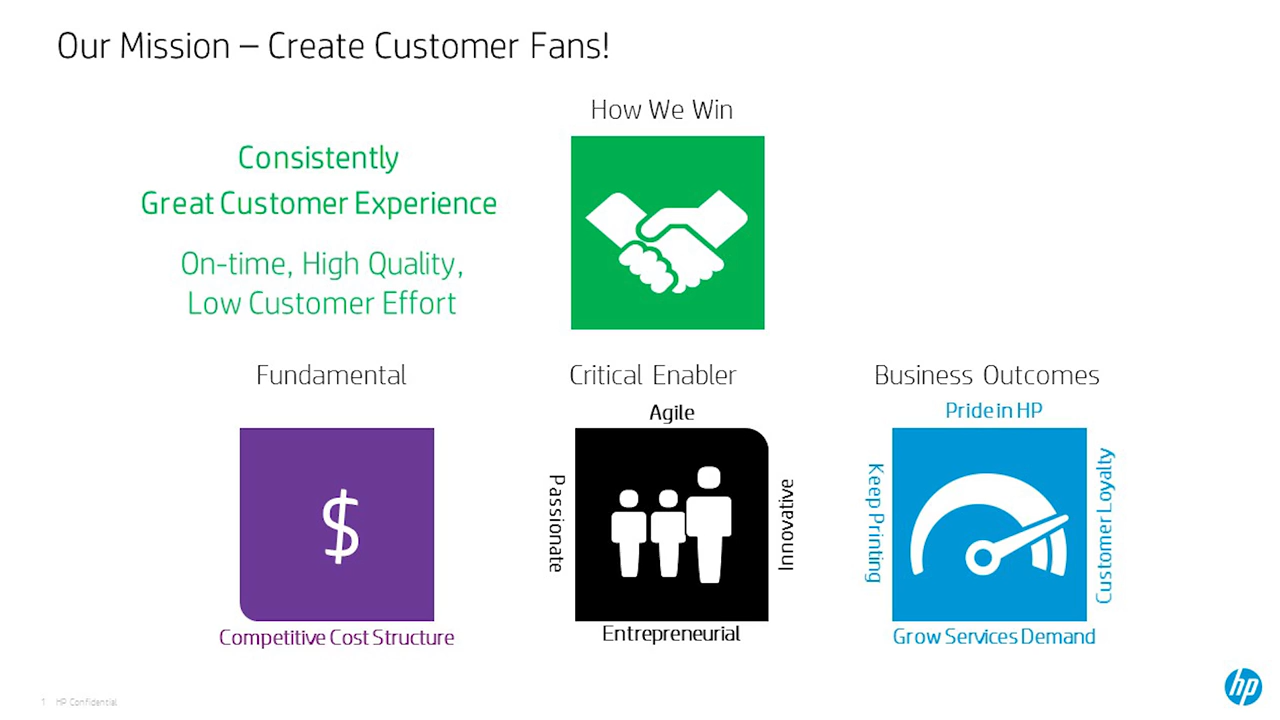 Our Mission – Create Customer Fans!
How We Win
Consistently
Great Customer Experience
On-time, High Quality,
Low Customer Effort
Fundamental
$
Competitive Cost Structure
Critical Enabler
Agile
Passionate
Innovative
Entrepreneurial
Business Outcomes
Pride in HP
Keep Printing
Customer Loyalty
Grow Services Demand
1 HP Confidential
hp